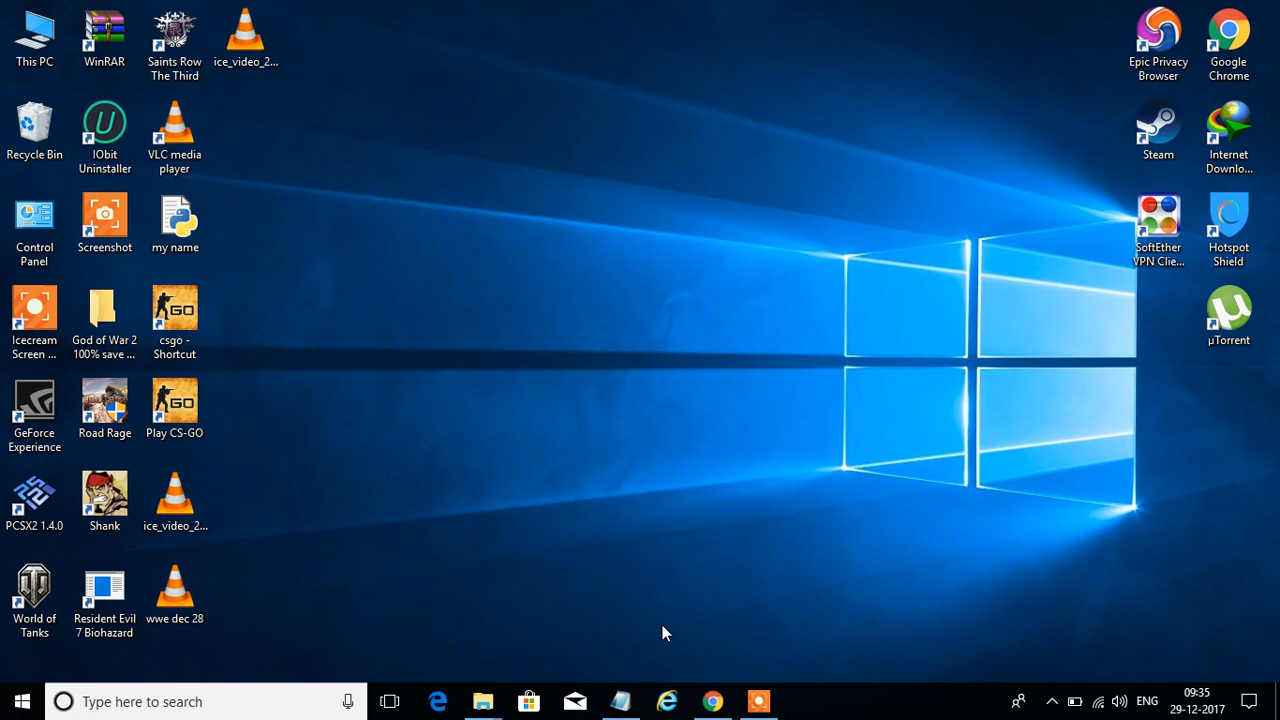 This PC
WinRAR
Saints Row
The Third
ice_video_2...
Epic Privacy
Browser
Google
Chrome
Recycle Bin
IObit
Uninstaller
VLC media
player
Steam
Internet
Downlo...
Control
Panel
Screenshot
my name
SoftEther
VPN Clie...
Hotspot
Shield
Icecream
Screen ...
God of War 2
100% save ...
GO
csgo -
Shortcut
µTorrent
GeForce
Experience
Road Rage
GO
Play CS-GO
PCSX2 1.4.0
Shank
ice_video_2...
World of
Tanks
Resident Evil
7 Biohazard
wwe dec 28
Type here to search
ENG
09:35
29-12-2017